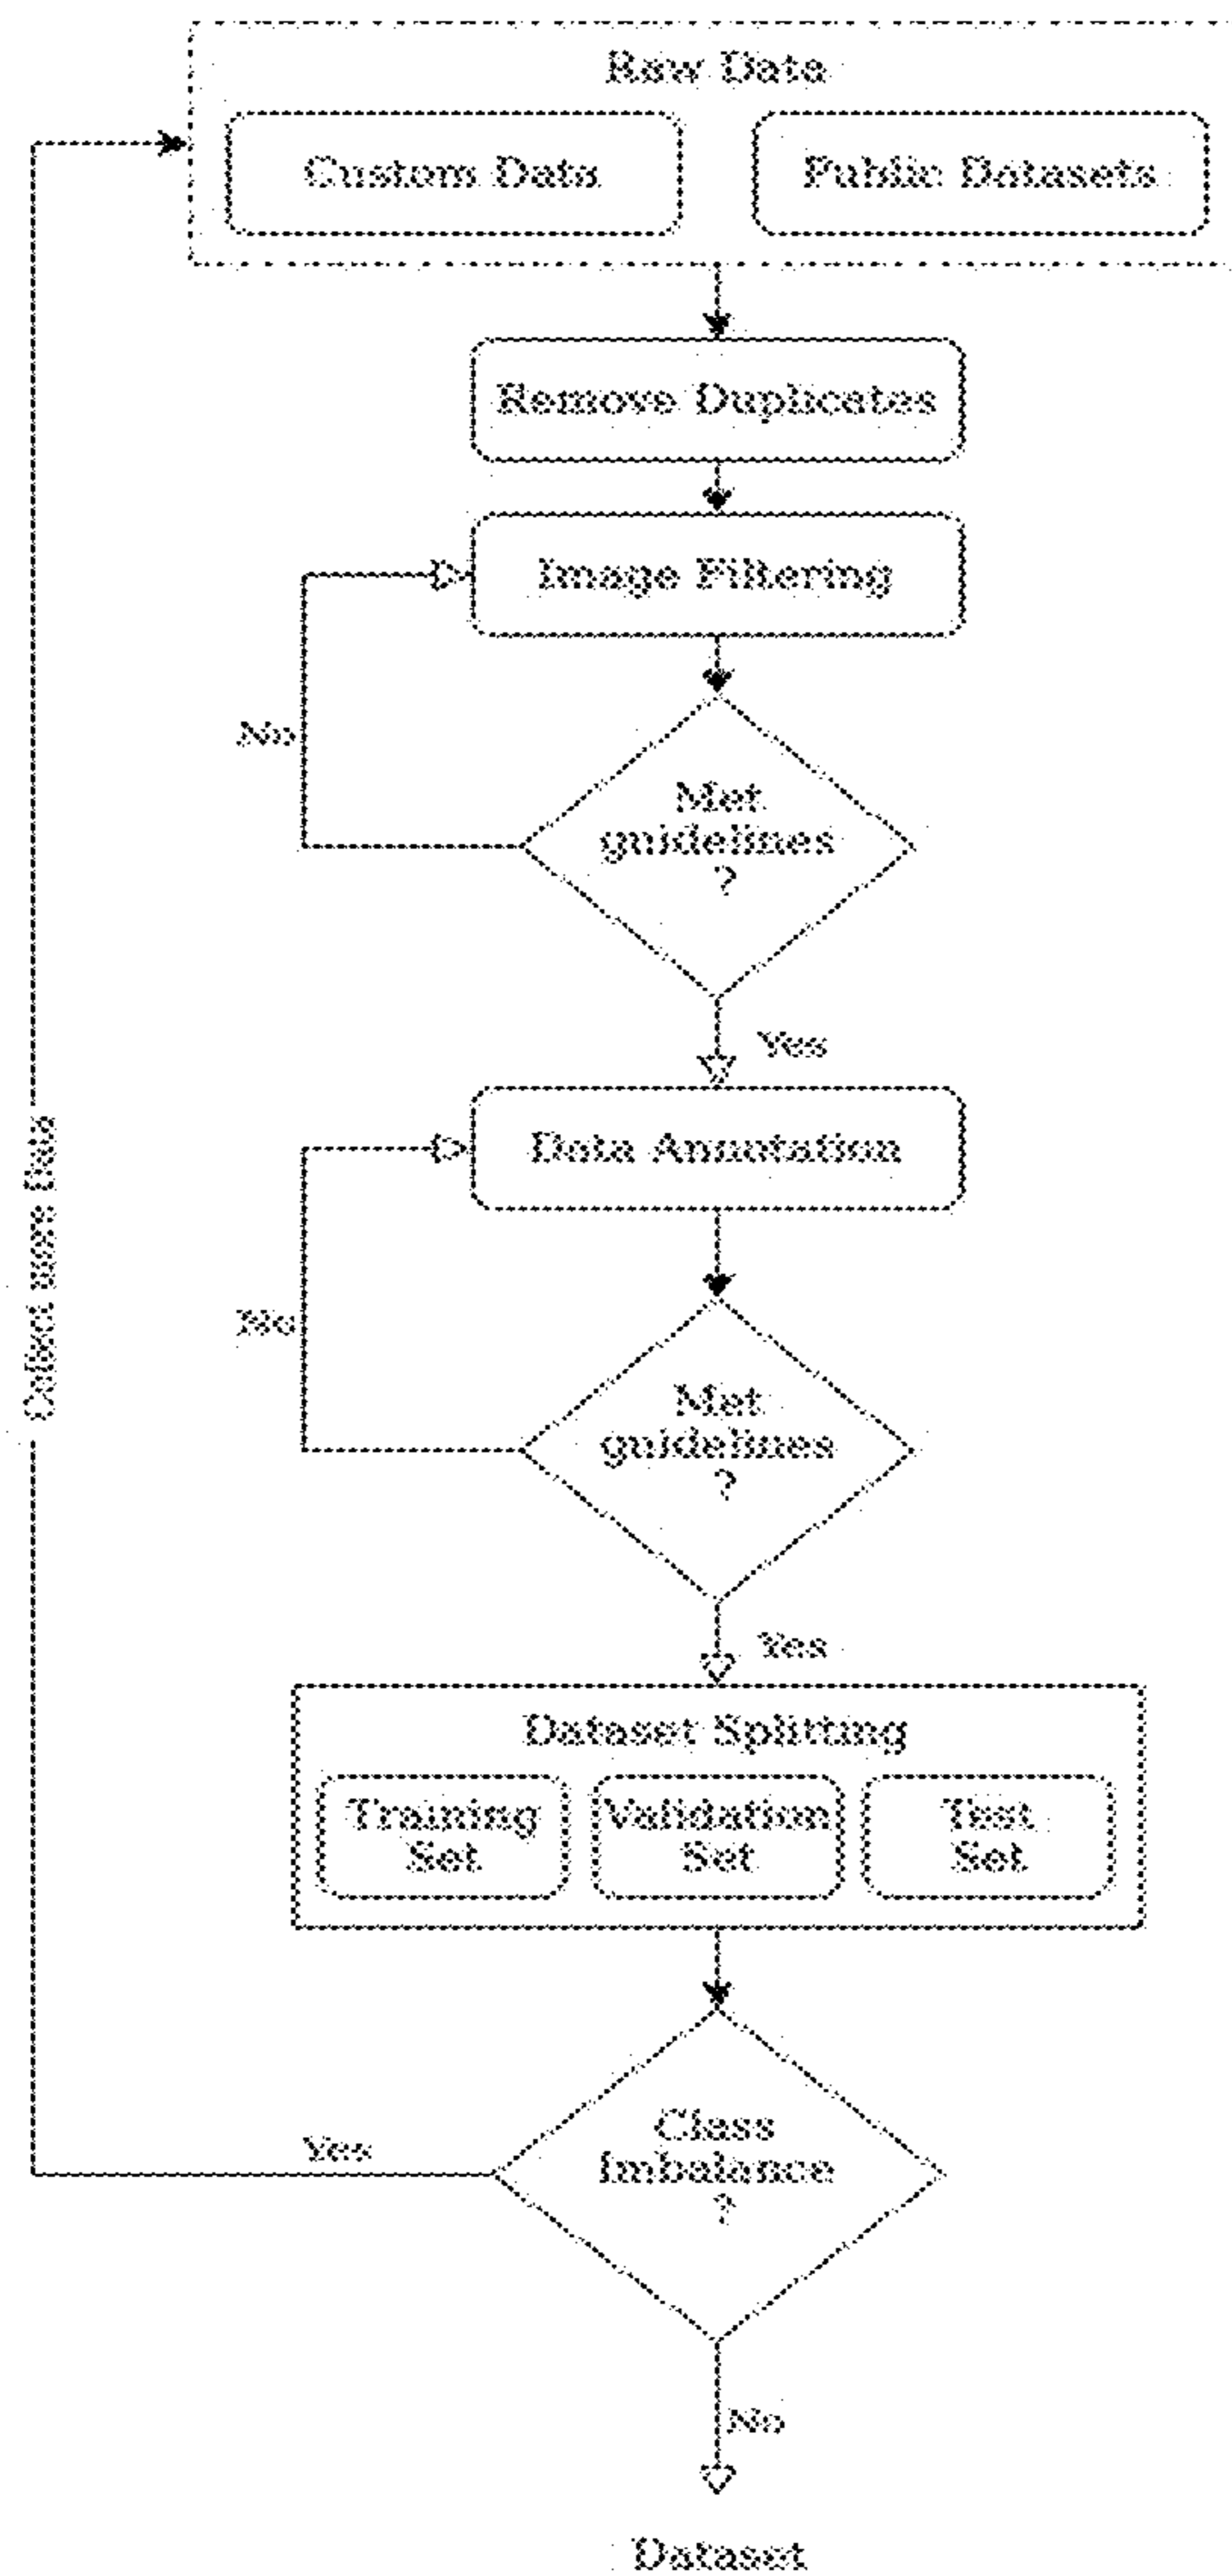 Raw Data
Custom Data
Public Datasets
Remove Duplicates
Image Filtering
No
Met
guidelines
?
Yes
Data Annotation
Collect more Data
No
Met
guidelines
?
Yes
Dataset Splitting
Training
Set
Validation
Set
Test
Set
Class
Imbalance
?
Yes
No
Dataset